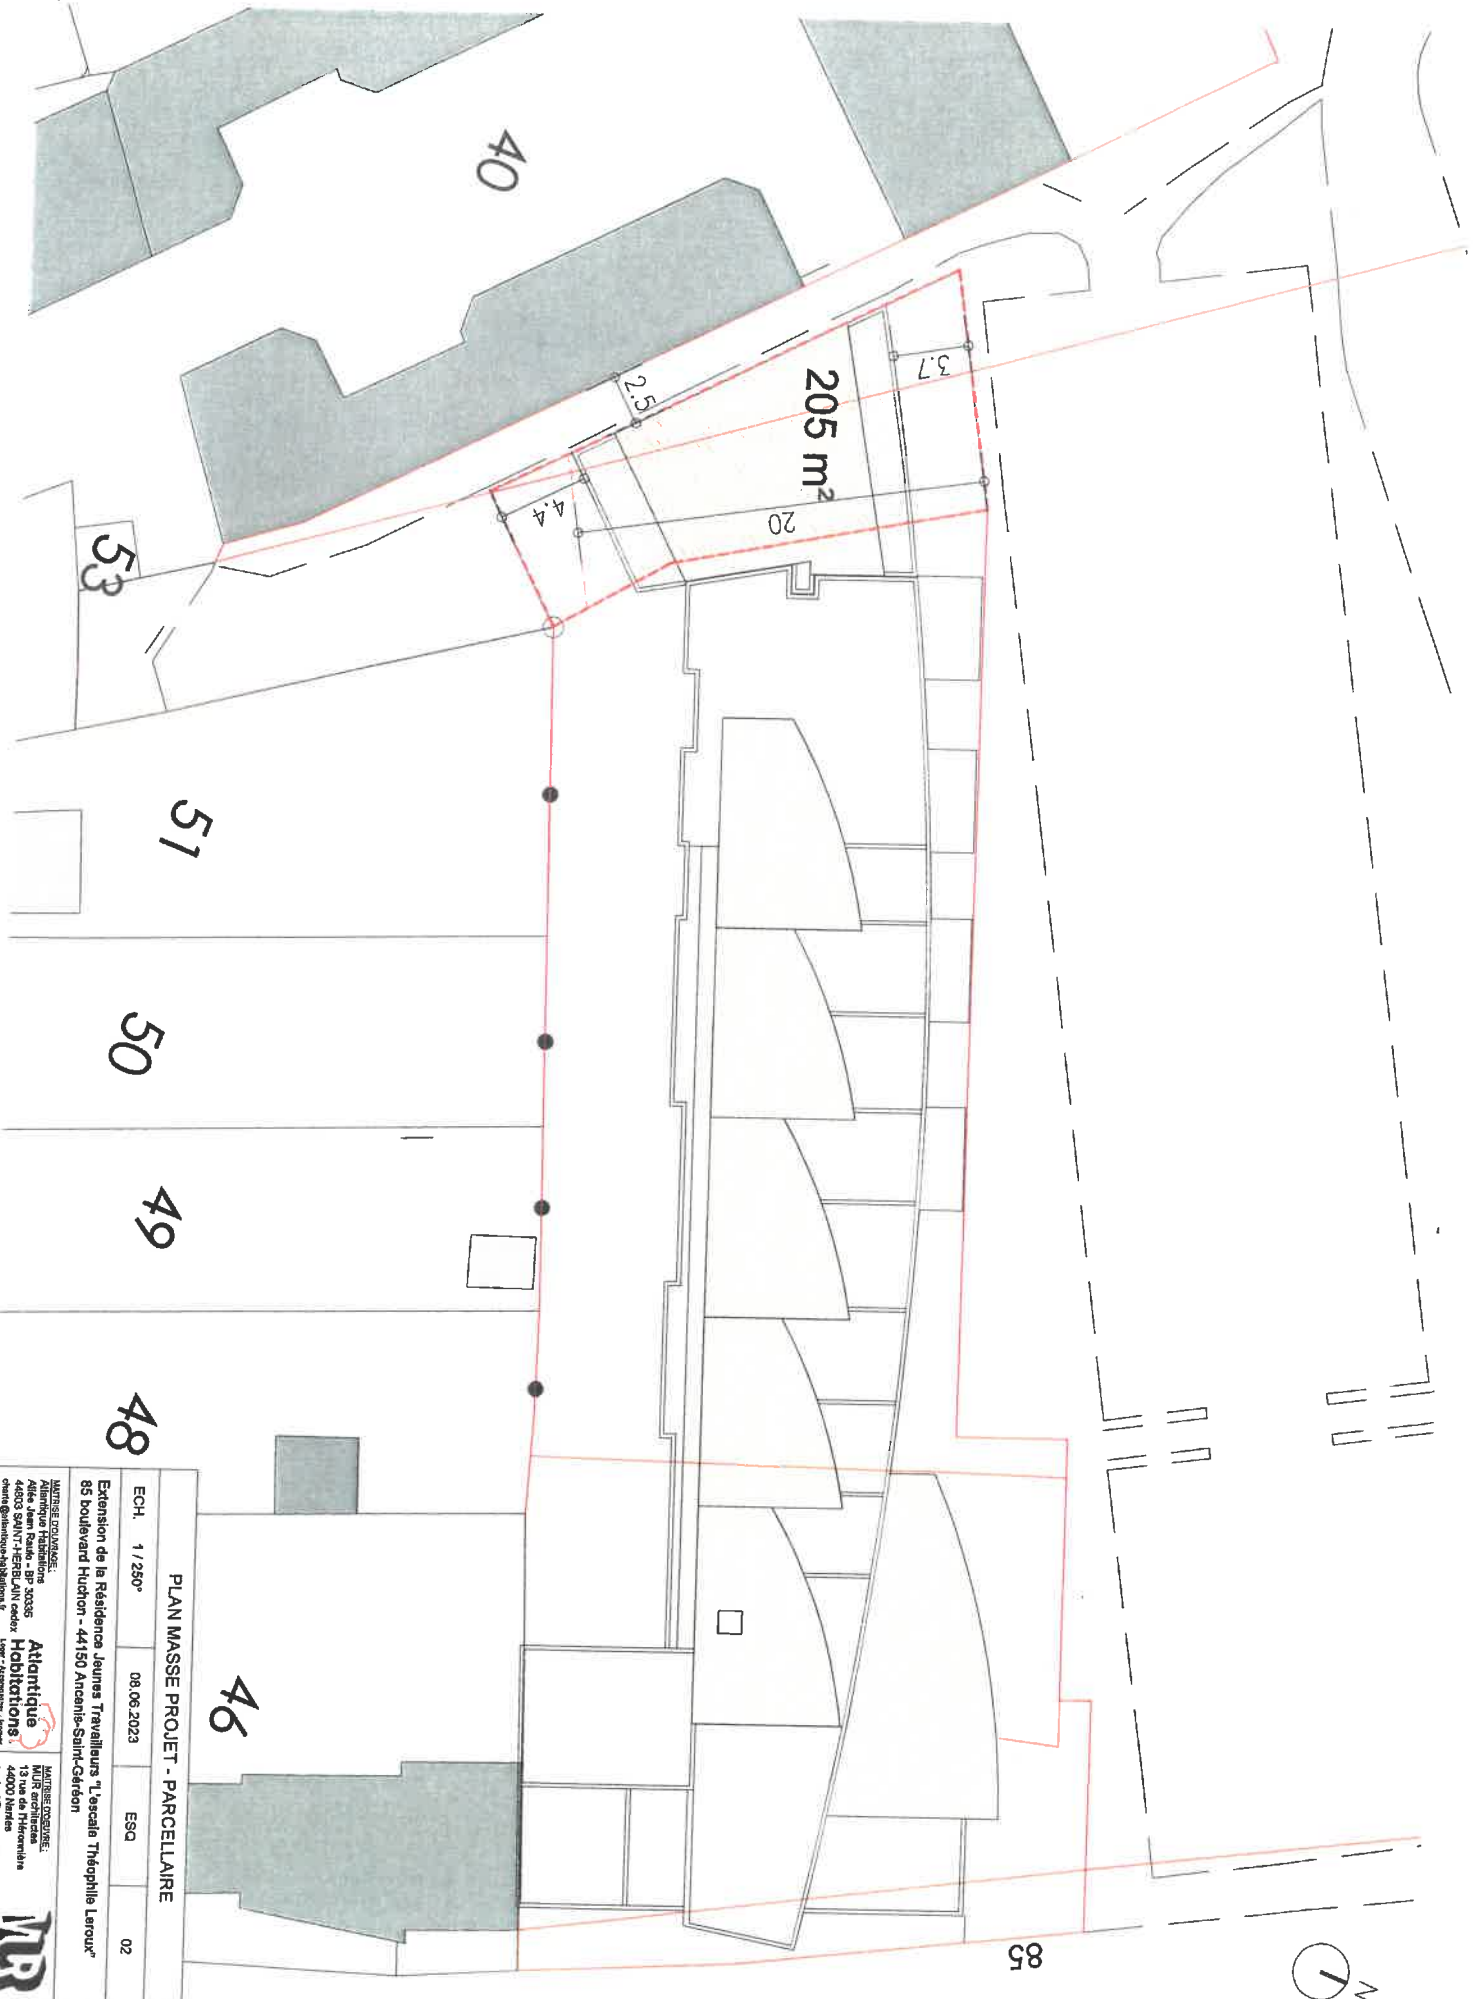 40
205 m²
3.7
2.5
20
4.4
53
51
50
49
48
46
85
N
PLAN MASSE PROJET - PARCELLAIRE
ECH. 1 / 250° 08.06.2023 ESQ 02
Extension de la Résidence Jeunes Travailleurs "L'escale Théophile Leroux"
85 boulevard Huchon - 44150 Ancenis-Saint-Géréon
MAITRISE D'OUVRAGE :
Atlantique Habitations
Allée Jean Raulo - BP 30336
44803 SAINT-HERBLAIN cedex
Atlantique
Habitations
MAITRISE D'OEUVRE :
MUR architectes
13 rue de l'Héronnière
44000 Nantes